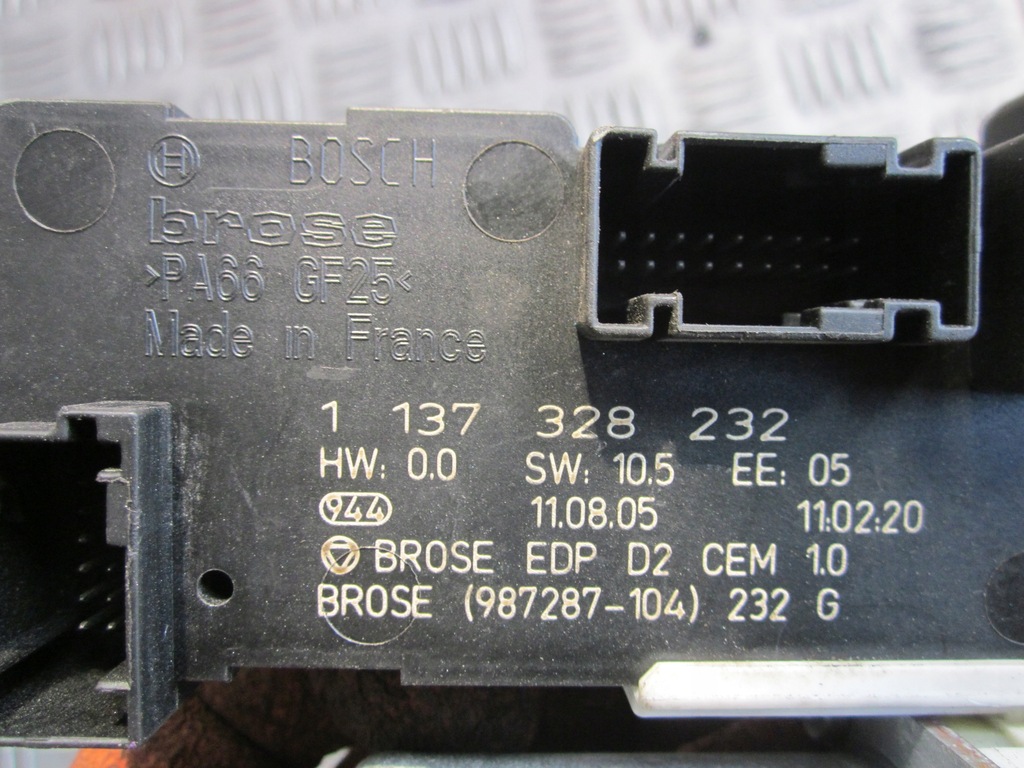 H BOSCH
brose
>PA66 GF25<
Made in France
1 137 328 232
HW: 0.0 SW: 10.5 EE: 05
944 11.08.05 11:02:20
BROSE EDP D2 CEM 1.0
BROSE (987287-104) 232 G